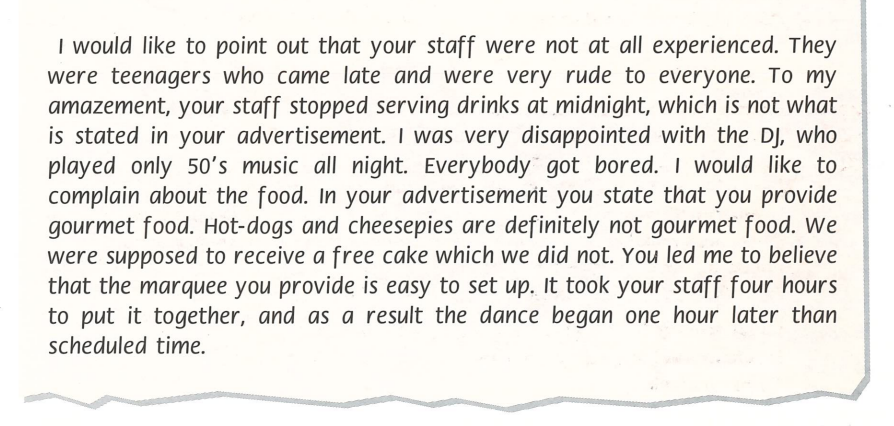 I would like to point out that your staff were not at all experienced. They
were teenagers who came late and were very rude to everyone. To my
amazement, your staff stopped serving drinks at midnight, which is not what
is stated in your advertisement. I was very disappointed with the DJ, who
played only 50's music all night. Everybody got bored. I would like to
complain about the food. In your advertisement you state that you provide
gourmet food. Hot-dogs and cheesepies are definitely not gourmet food. We
were supposed to receive a free cake which we did not. You led me to believe
that the marquee you provide is easy to set up. It took your staff four hours
to put it together, and as a result the dance began one hour later than
scheduled time.